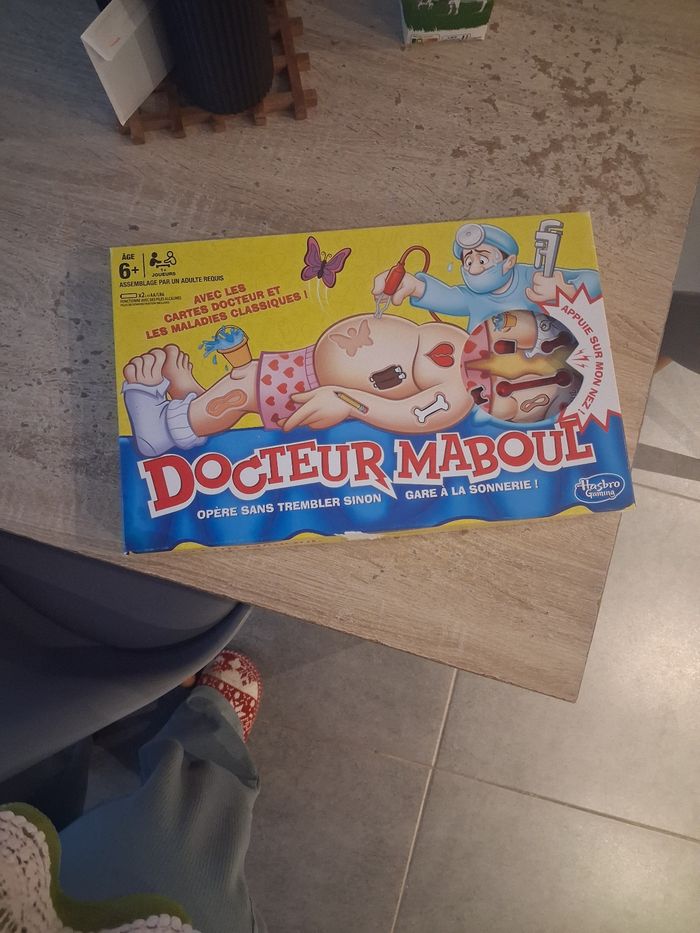 ÂGE
6+
1+
JOUEURS
ASSEMBLAGE PAR UN ADULTE REQUIS
AVEC LES
CARTES DOCTEUR ET
LES MALADIES CLASSIQUES !
APPUIE SUR MON NEZ !
DOCTEUR MABOUL
OPÈRE SANS TREMBLER SINON GARE À LA SONNERIE !
Hasbro
Gaming